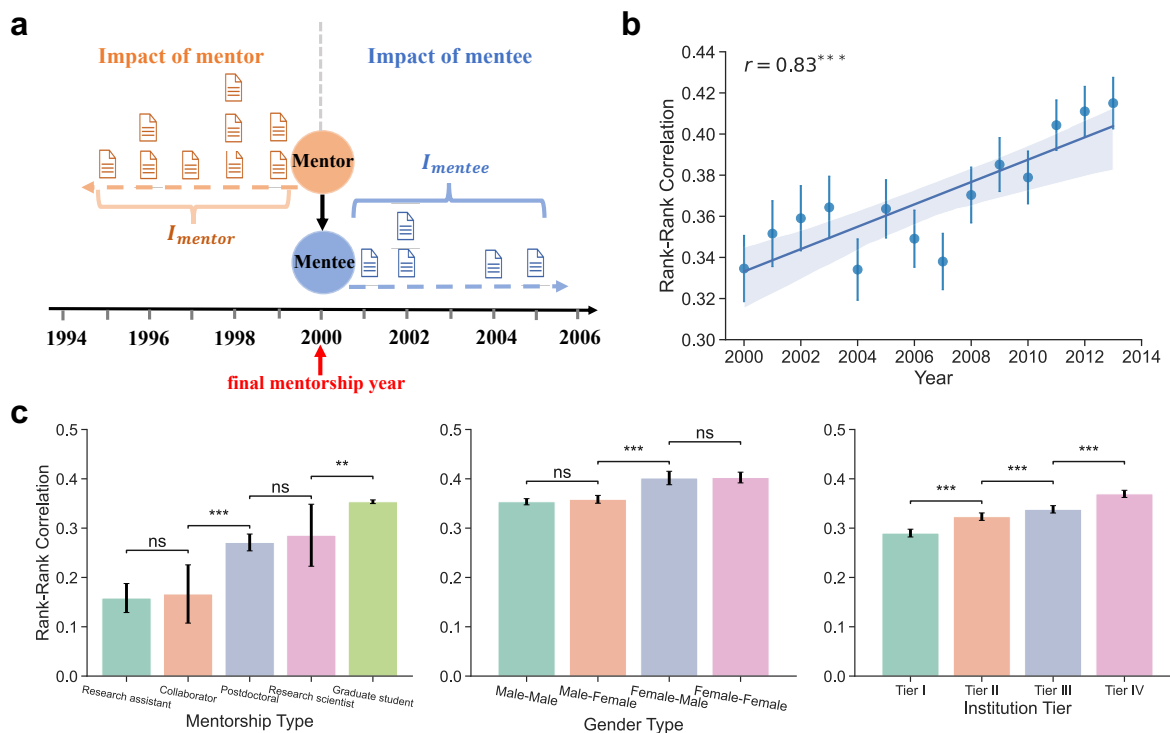 a
Impact of mentor
Impact of mentee
Mentor
I_mentee
I_mentor
Mentee
1994 1996 1998 2000 2002 2004 2006
final mentorship year
b
r = 0.83***
Rank-Rank Correlation
0.44
0.42
0.40
0.38
0.36
0.34
0.32
0.30
2000 2002 2004 2006 2008 2010 2012 2014
Year
c
Rank-Rank Correlation
0.5
0.4
0.3
0.2
0.1
0.0
ns
***
ns
**
Research assistant
Collaborator
Postdoctoral
Research scientist
Graduate student
Mentorship Type
0.5
0.4
0.3
0.2
0.1
0.0
ns
***
ns
Male-Male
Male-Female
Female-Male
Female-Female
Gender Type
0.5
0.4
0.3
0.2
0.1
0.0
***
***
***
Tier I
Tier II
Tier III
Tier IV
Institution Tier